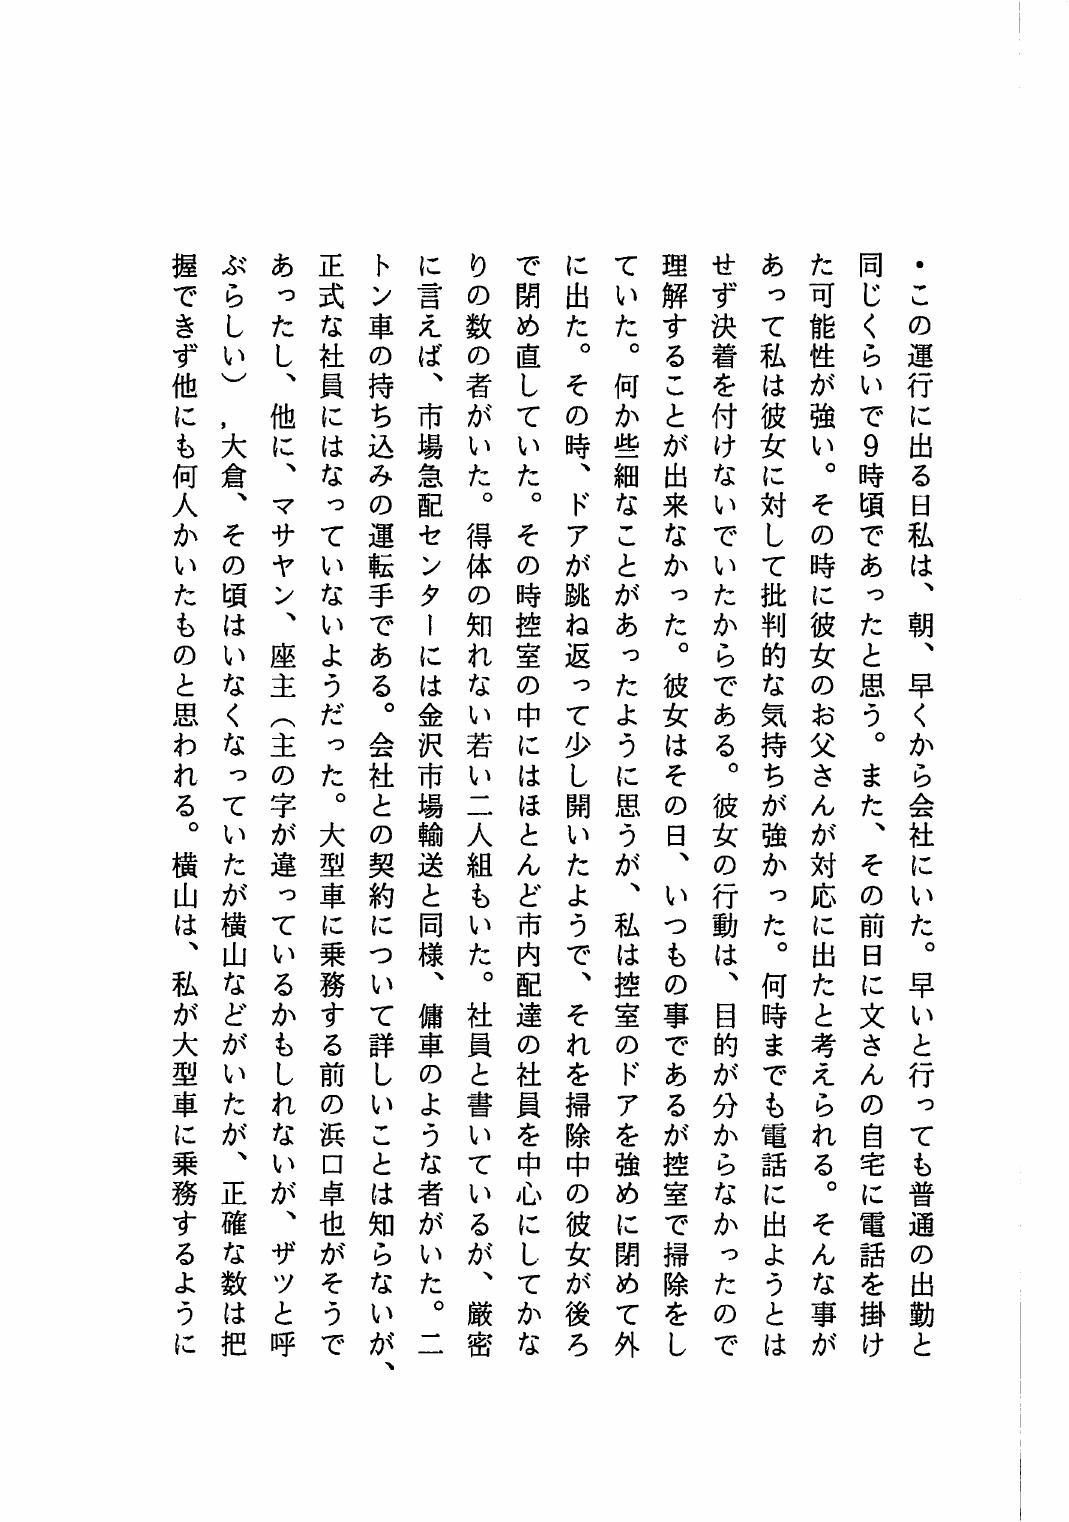 ・この運行に出る日私は、朝、早くから会社にいた。早いと行っても普通の出勤と
同じくらいで９時頃であったと思う。また、その前日に文さんの自宅に電話を掛け
た可能性が強い。その時に彼女のお父さんが対応に出たと考えられる。そんな事が
あって私は彼女に対して批判的な気持ちが強かった。何時までも電話に出ようとは
せず決着を付けないでいたからである。彼女の行動は、目的が分からなかったので
理解することが出来なかった。彼女はその日、いつもの事であるが控室で掃除をし
ていた。何か些細なことがあったように思うが、私は控室のドアを強めに閉めて外
に出た。その時、ドアが跳ね返って少し開いたようで、それを掃除中の彼女が後ろ
で閉め直していた。その時控室の中にはほとんど市内配達の社員を中心にしてかな
りの数の者がいた。得体の知れない若い二人組もいた。社員と書いているが、厳密
に言えば、市場急配センターには金沢市場輸送と同様、傭車のような者がいた。二
トン車の持ち込みの運転手である。会社との契約について詳しいことは知らないが、
正式な社員にはなっていないようだった。大型車に乗務する前の浜口卓也がそうで
あったし、他に、マサヤン、座主（主の字が違っているかもしれないが、ザツと呼
ぶらしい）,大倉、その頃はいなくなっていたが横山などがいたが、正確な数は把
握できず他にも何人かいたものと思われる。横山は、私が大型車に乗務するように